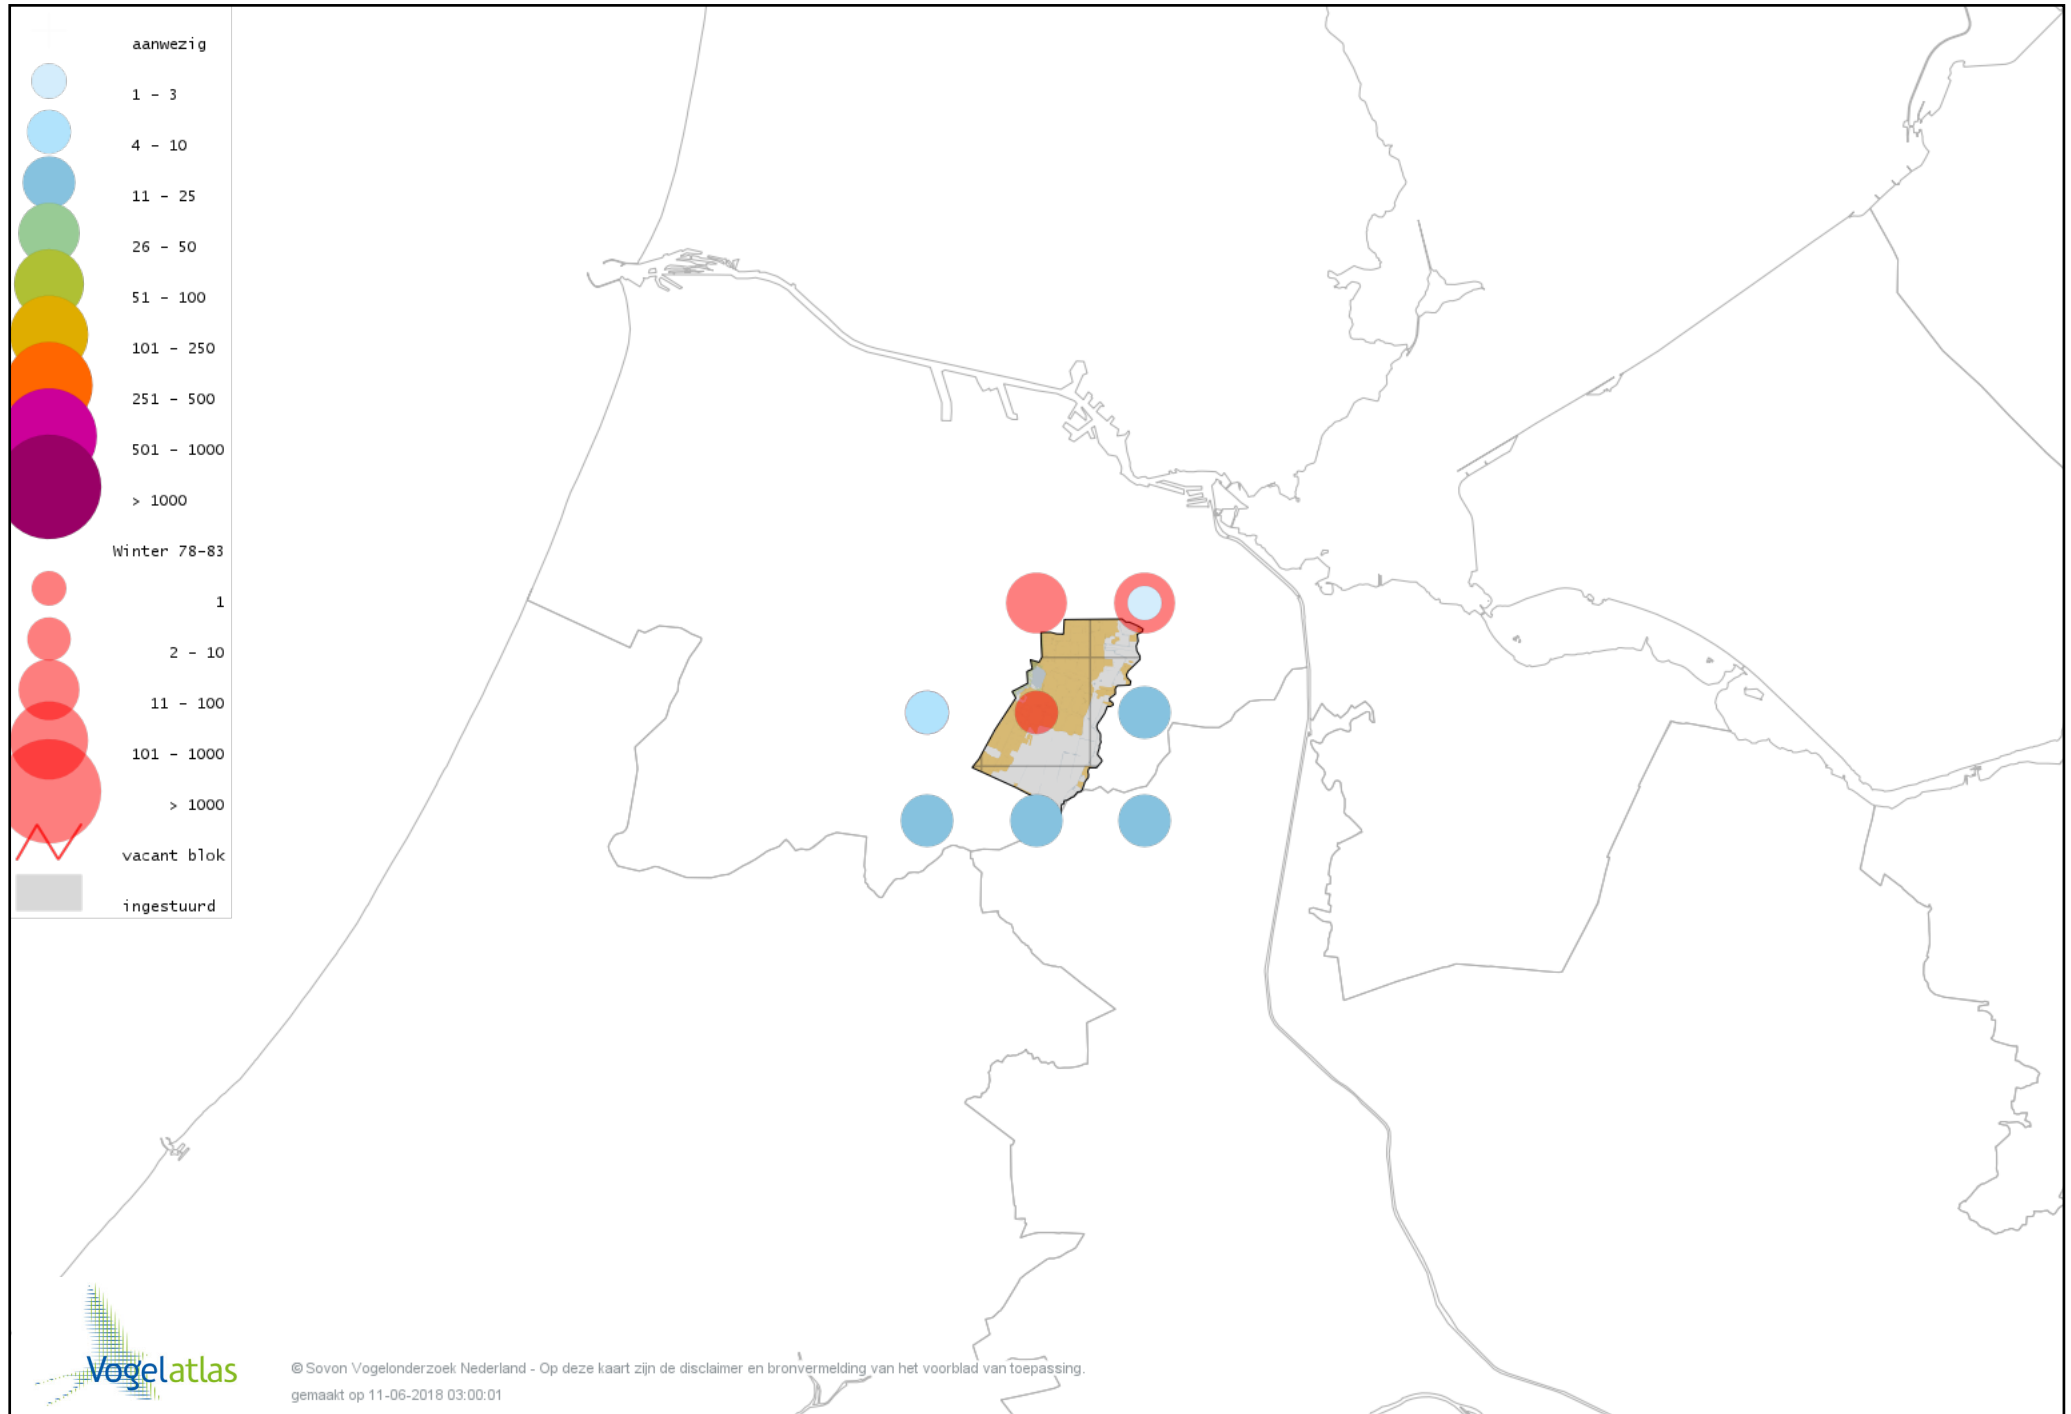 aanwezig
1 - 3
4 - 10
11 - 25
26 - 50
51 - 100
101 - 250
251 - 500
501 - 1000
> 1000
Winter 78-83
1
2 - 10
11 - 100
101 - 1000
> 1000
vacant blok
ingestuurd
Vogelatlas
© Sovon Vogelonderzoek Nederland - Op deze kaart zijn de disclaimer en bronvermelding van het voorblad van toepassing.
gemaakt op 11-06-2018 03:00:01